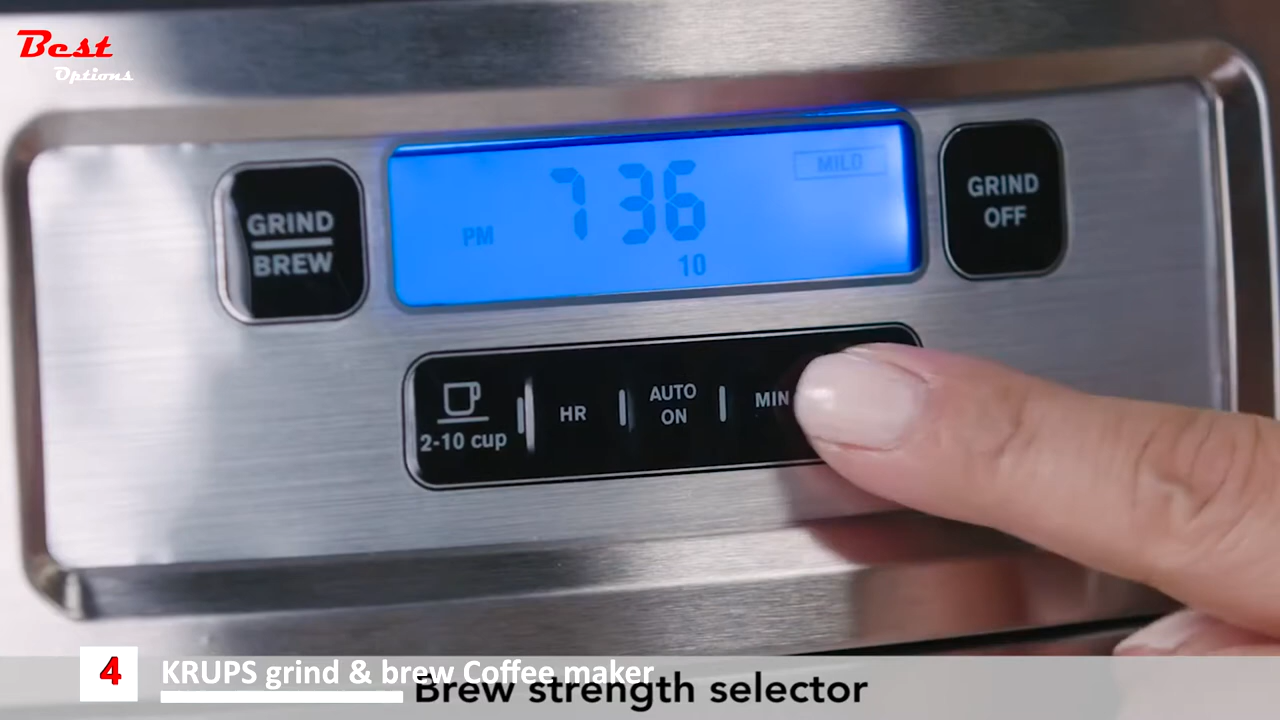 Best
Options
GRIND
BREW
PM 7 36
MILD
10
GRIND
OFF
2-10 cup
HR
AUTO
ON
MIN
4
KRUPS grind & brew Coffee maker
Brew strength selector